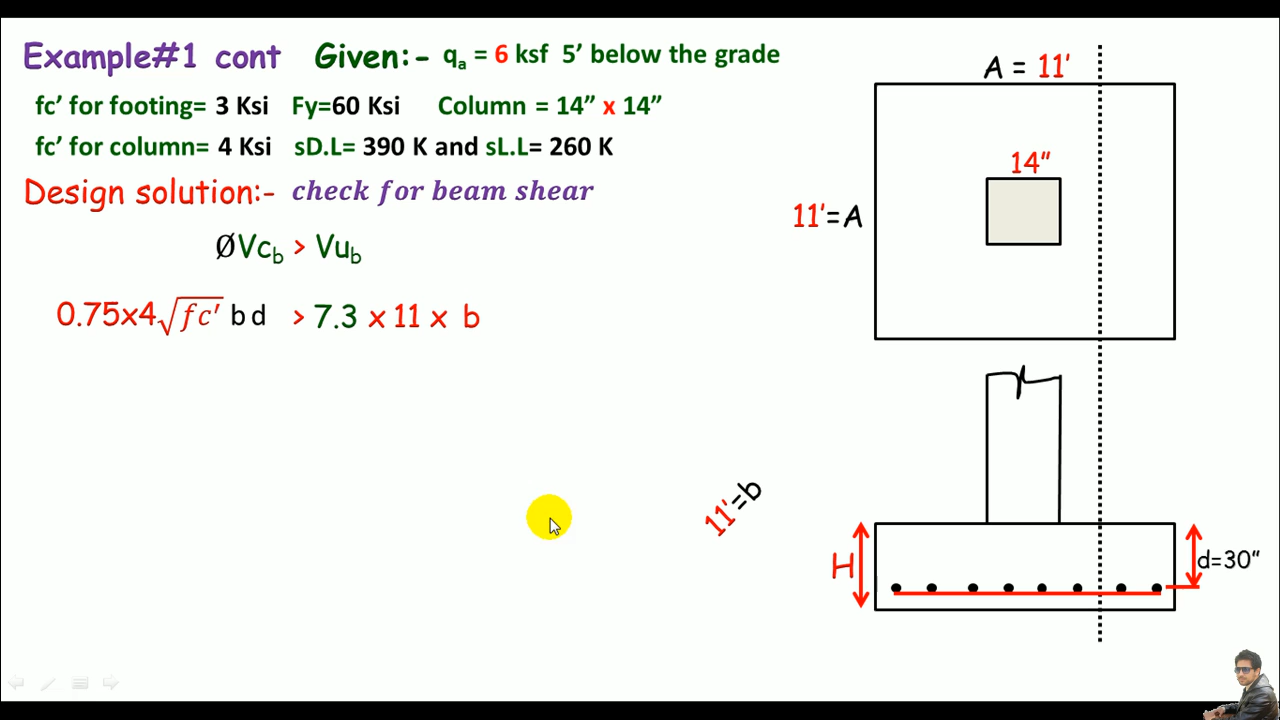 Example#1 cont Given:- qₐ = 6 ksf 5’ below the grade
fc’ for footing= 3 Ksi Fy=60 Ksi Column = 14” x 14”
fc’ for column= 4 Ksi sD.L= 390 K and sL.L= 260 K
Design solution:- check for beam shear
ØVc_b > Vu_b
0.75x4√fc′ b d > 7.3 x 11 x b
A = 11’
14”
11’=A
11’=b
H
d=30”